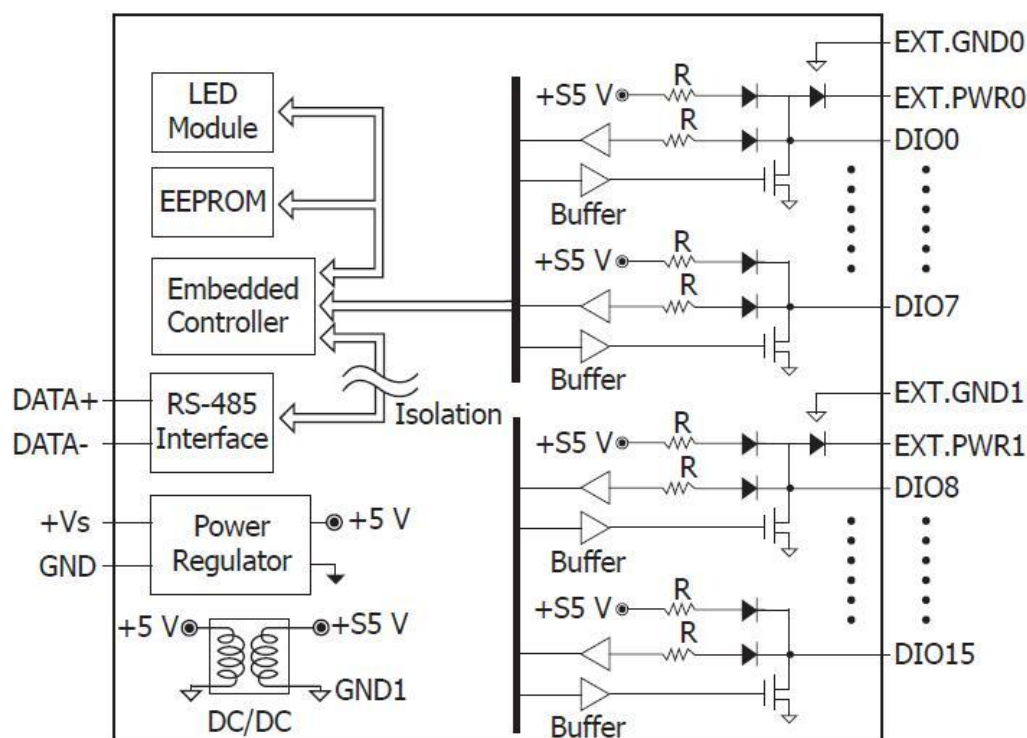 LED
Module
EEPROM
Embedded
Controller
DATA+
DATA-
RS-485
Interface
Isolation
+Vs
GND
Power
Regulator
+5 V
+5 V
+S5 V
GND1
DC/DC
EXT.GND0
+S5 V
R
EXT.PWR0
R
DIO0
Buffer
+S5 V
R
R
DIO7
Buffer
EXT.GND1
+S5 V
R
EXT.PWR1
R
DIO8
Buffer
+S5 V
R
R
DIO15
Buffer